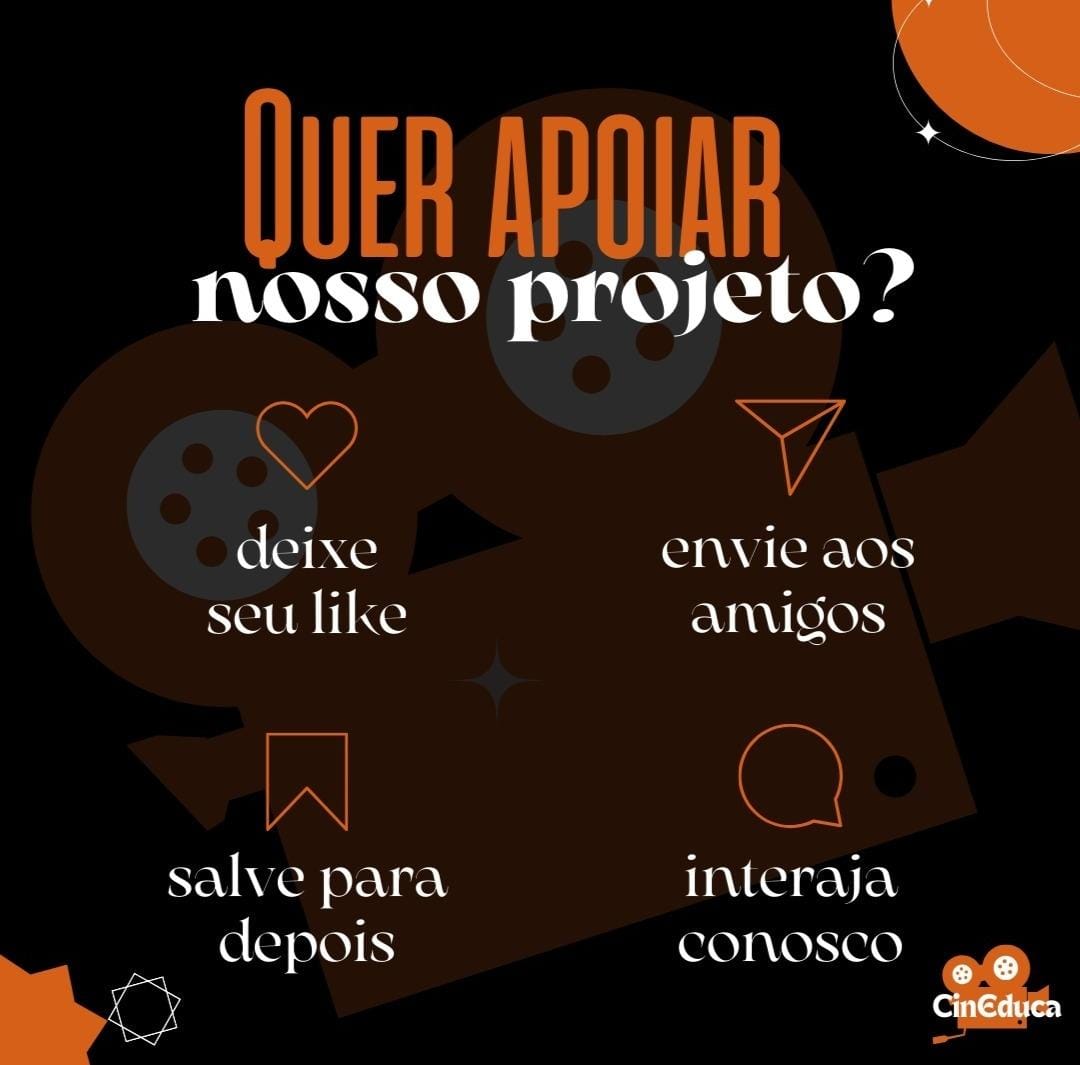 Quer apoiar
nosso projeto?
deixe
seu like
envie aos
amigos
salve para
depois
interaja
conosco
CinEduca